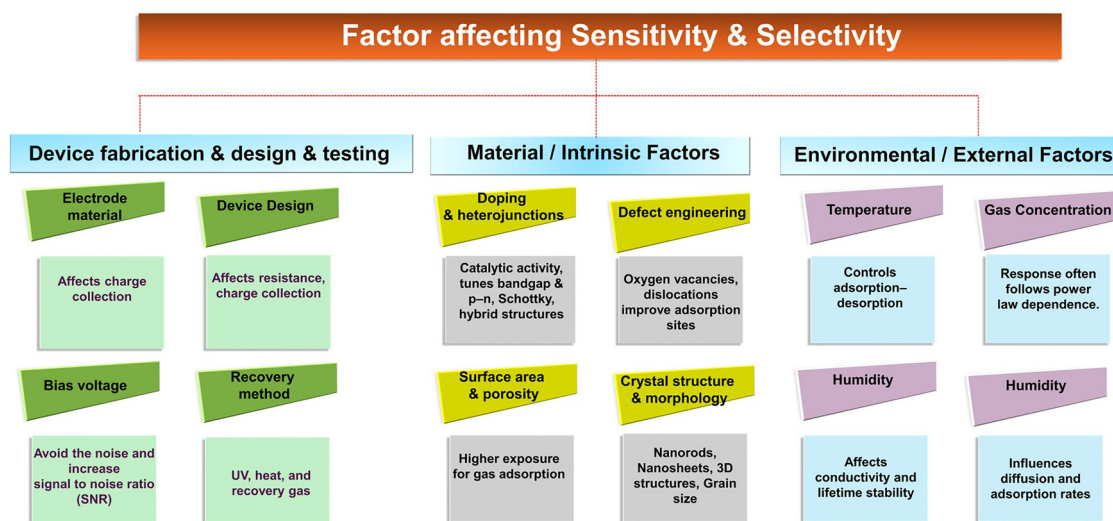 Factor affecting Sensitivity & Selectivity
Device fabrication & design & testing
Electrode
material
Affects charge
collection
Device Design
Affects resistance,
charge collection
Bias voltage
Avoid the noise and
increase
signal to noise ratio
(SNR)
Recovery
method
UV, heat, and
recovery gas
Material / Intrinsic Factors
Doping
& heterojunctions
Catalytic activity,
tunes bandgap &
p–n, Schottky,
hybrid structures
Defect engineering
Oxygen vacancies,
dislocations
improve adsorption
sites
Surface area
& porosity
Higher exposure
for gas adsorption
Crystal structure
& morphology
Nanorods,
Nanosheets, 3D
structures, Grain
size
Environmental / External Factors
Temperature
Controls
adsorption–
desorption
Gas Concentration
Response often
follows power
law dependence.
Humidity
Affects
conductivity and
lifetime stability
Humidity
Influences
diffusion and
adsorption rates